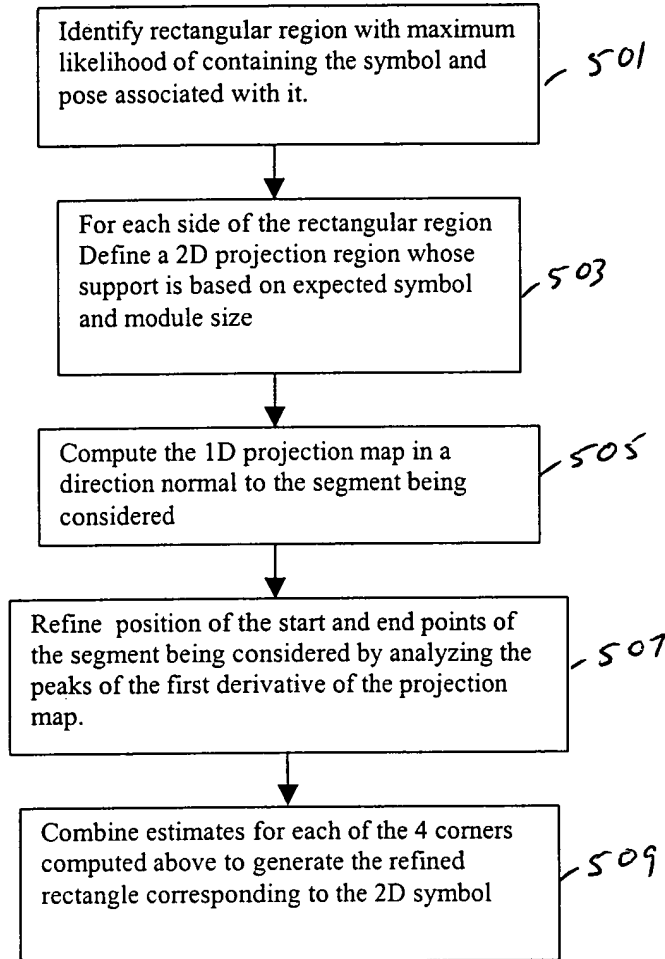 Identify rectangular region with maximum
likelihood of containing the symbol and
pose associated with it.
501
For each side of the rectangular region
Define a 2D projection region whose
support is based on expected symbol
and module size
503
Compute the 1D projection map in a
direction normal to the segment being
considered
505
Refine position of the start and end points of
the segment being considered by analyzing the
peaks of the first derivative of the projection
map.
507
Combine estimates for each of the 4 corners
computed above to generate the refined
rectangle corresponding to the 2D symbol
509